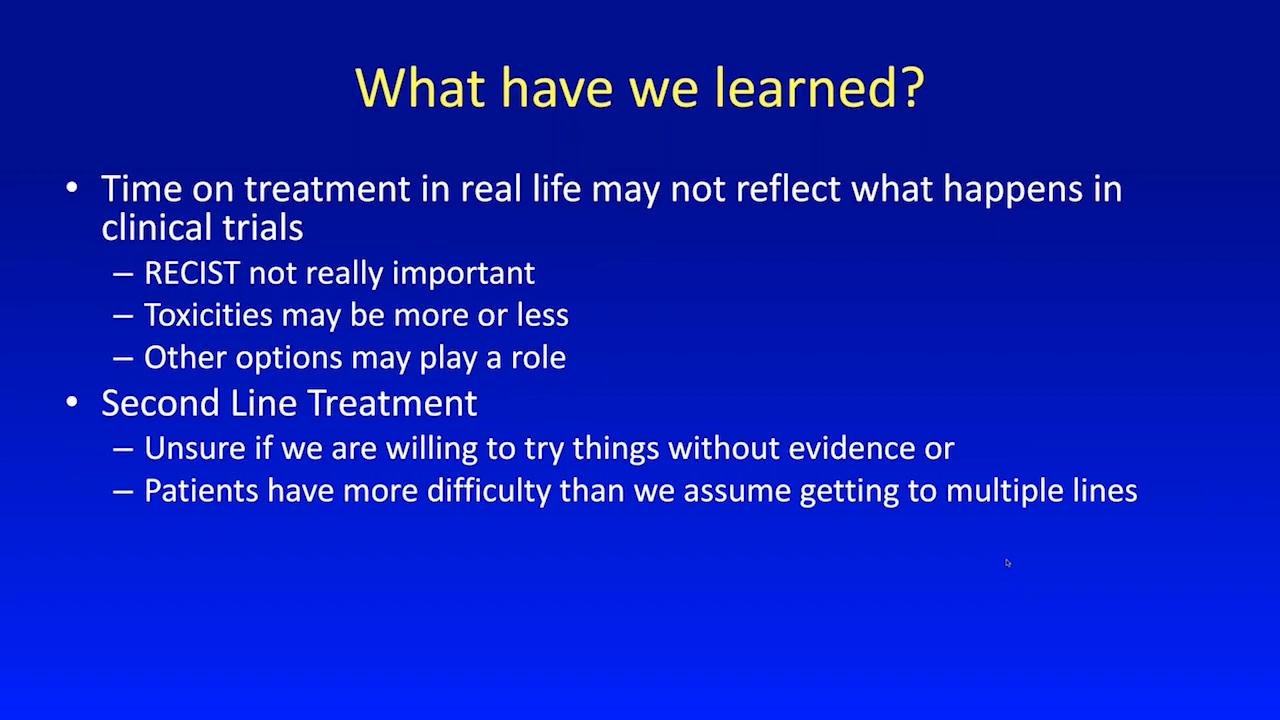 What have we learned?
• Time on treatment in real life may not reflect what happens in
clinical trials
– RECIST not really important
– Toxicities may be more or less
– Other options may play a role
• Second Line Treatment
– Unsure if we are willing to try things without evidence or
– Patients have more difficulty than we assume getting to multiple lines